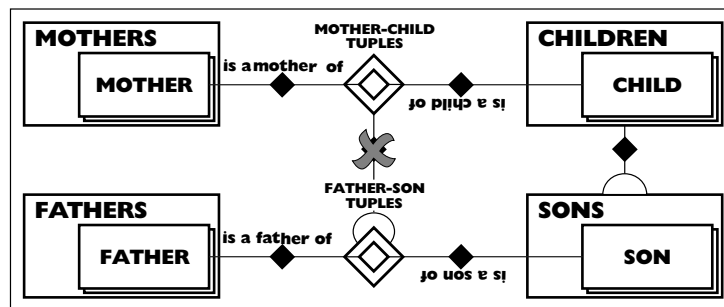 MOTHERS
MOTHER
is a mother of
MOTHER-CHILD
TUPLES
is a child of
CHILDREN
CHILD
FATHERS
FATHER
is a father of
FATHER-SON
TUPLES
is a son of
SONS
SON